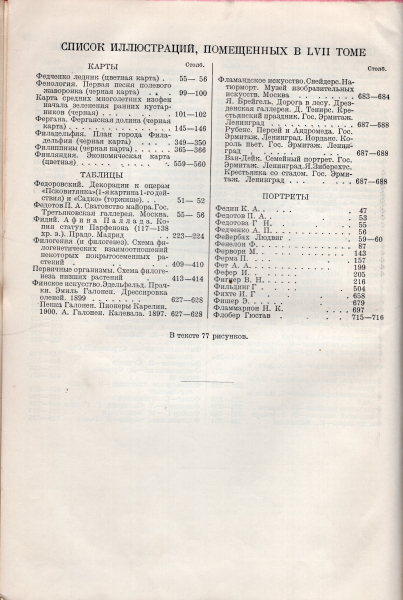 СПИСОК ИЛЛЮСТРАЦИЙ, ПОМЕЩЕННЫХ В LVII ТОМЕ
КАРТЫ Столб.
Федченко ледник (цветная карта) . 55— 56
Фенология. Первая песня полевого
жаворонка (черная карта) . . . 99—100
Карта средних многолетних изофен
начала зеленения ранних кустар-
ников (черная) . . . . . . . 101—102
Фергана. Ферганская долина (черная
карта) . . . . . . . . . . . 145—146
Филадельфия. План города Фила-
дельфии (черная карта) . . . . 349—350
Филиппины (черная карта) . . . . 365—366
Финляндия. Экономическая карта
(цветная) . . . . . . . . . . 559—560
ТАБЛИЦЫ
Федоровский. Декорации к операм
«Псковитянка» (1-я картина 1-го дей-
ствия) и «Садко» (торжище). . . 51— 52
Федотов П. А. Сватовство майора. Гос.
Третьяковская галлерея. Москва. 55— 56
Фидий. Афина Паллада. Ко-
пия статуи Парфенона (117—138
хр. э.). Прадо. Мадрид . . . 223—224
Филогения (и филогенез). Схема фи-
логенетических взаимоотношений
некоторых покрытосеменных ра-
стений . . . . . . . . . . . 409—410
Первичные организмы. Схема филоге-
неза низших растений . . . . 413—414
Финское искусство. Эдельфельд. Прач-
ки. Эмиль Галонен. Дрессировка
оленей. 1899 . . . . . . . . 627—628
Пекка Галонен. Пионеры Карелии.
1900. А. Галонен. Калевала. 1897. 627—628
Столб.
Фламандское искусство. Снейдерс. На-
тюрморт. Музей изобразительных
искусств. Москва . . . . . . 683—684
Я. Брейгель. Дорога в лесу. Дрез-
денская галлерея. Д. Тенирс. Кре-
стьянский праздник. Гос. Эрмитаж.
Ленинград . . . . . . . . . . 687—688
Рубенс. Персей и Андромеда. Гос.
Эрмитаж. Ленинград. Иорданс. Ко-
роль пьет. Гос. Эрмитаж. Ленин-
град . . . . . . . . . . . . 687—688
Ван-Дейк. Семейный портрет. Гос.
Эрмитаж. Ленинград. Я. Зиберехтс.
Крестьянка со стадом. Гос. Эрми-
таж. Ленинград . . . . . . . 687—688
ПОРТРЕТЫ
Федин К. А. . . . . . . . . . 47
Федотов П. А. . . . . . . . . 53
Федотова Г. Н. . . . . . . . 55
Федченко А. П. . . . . . . . 56
Фейербах Людвиг . . . . . . . 59—60
Фенелон Ф. . . . . . . . . . 87
Фарворн М. . . . . . . . . . 143
Ферма П. . . . . . . . . . . 157
Фет А. А. . . . . . . . . . . 199
Фефер И. . . . . . . . . . . 205
Фигнер В. Н. . . . . . . . . 216
Фильдинг Г. . . . . . . . . . 504
Фихте И. Г. . . . . . . . . . 658
Фишер Э. . . . . . . . . . . 679
Фламмарион Н. К. . . . . . . 697
Флобер Гюстав . . . . . . . . 715—716
В тексте 77 рисунков.